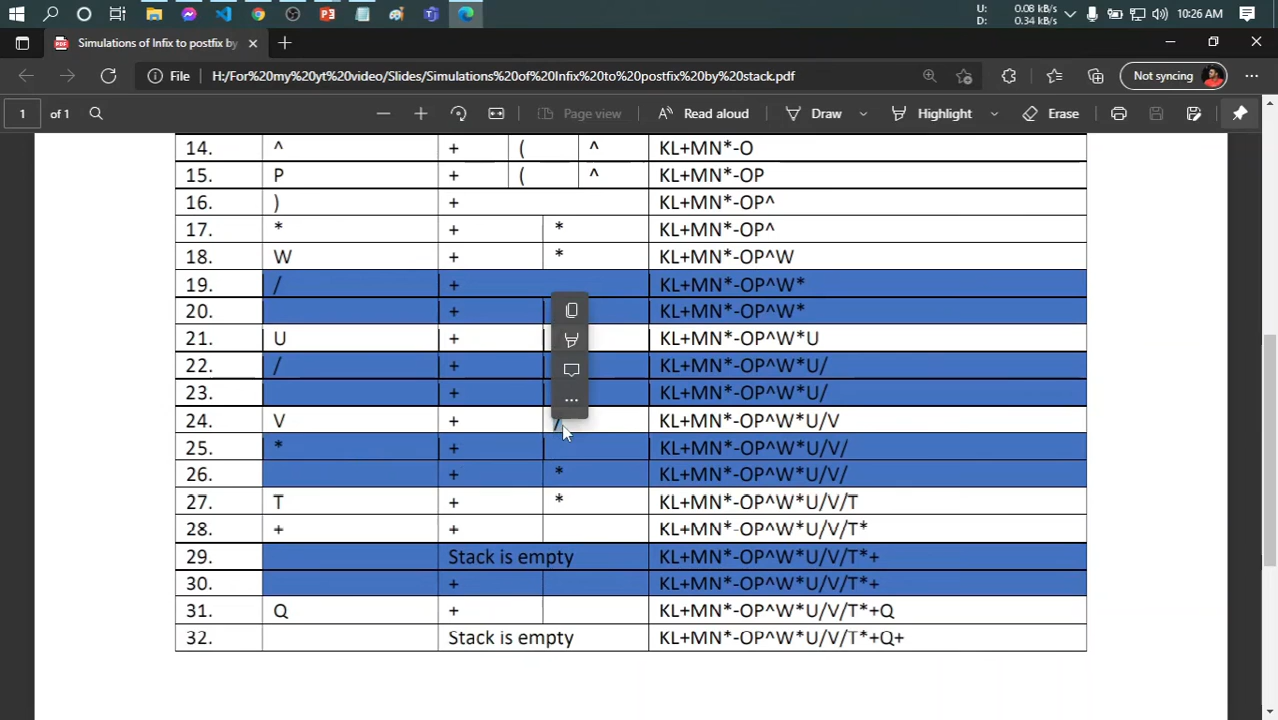 U: 0.08 kB/s
D: 0.34 kB/s
10:26 AM
Simulations of Infix to postfix by
File H:/For%20my%20yt%20video/Slides/Simulations%20of%20Infix%20to%20postfix%20by%20stack.pdf
Not syncing
1 of 1
Page view
Read aloud
Draw
Highlight
Erase
14. ^ + ( ^ KL+MN*-O
15. P + ( ^ KL+MN*-OP
16. ) + KL+MN*-OP^
17. * + * KL+MN*-OP^
18. W + * KL+MN*-OP^W
19. / + KL+MN*-OP^W*
20. + KL+MN*-OP^W*
21. U + KL+MN*-OP^W*U
22. / + KL+MN*-OP^W*U/
23. + KL+MN*-OP^W*U/
24. V + / KL+MN*-OP^W*U/V
25. * + KL+MN*-OP^W*U/V/
26. + * KL+MN*-OP^W*U/V/
27. T + * KL+MN*-OP^W*U/V/T
28. + + KL+MN*-OP^W*U/V/T*
29. Stack is empty KL+MN*-OP^W*U/V/T*+
30. + KL+MN*-OP^W*U/V/T*+
31. Q + KL+MN*-OP^W*U/V/T*+Q
32. Stack is empty KL+MN*-OP^W*U/V/T*+Q+